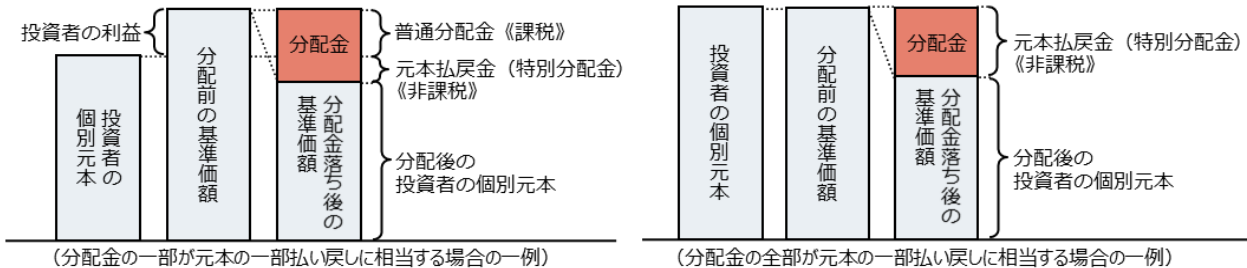 投資者の利益
投資者の
個別元本
分配前の基準価額
分配金
分配金落ち後の
基準価額
普通分配金《課税》
元本払戻金（特別分配金）
《非課税》
分配後の
投資者の個別元本
（分配金の一部が元本の一部払い戻しに相当する場合の一例）
投資者の個別元本
分配前の基準価額
分配金
分配金落ち後の
基準価額
元本払戻金（特別分配金）
《非課税》
分配後の
投資者の個別元本
（分配金の全部が元本の一部払い戻しに相当する場合の一例）